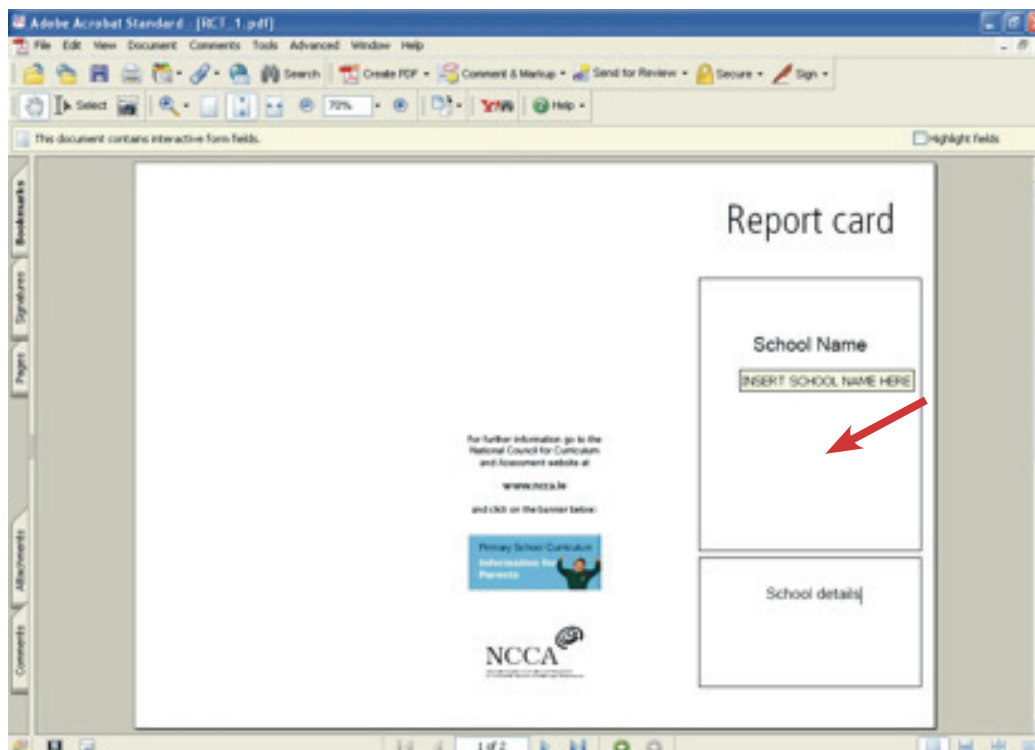 Adobe Acrobat Standard - [RCT_1.pdf]
File Edit View Document Comments Tools Advanced Window Help
Search Create PDF Comment & Markup Send for Review Secure Sign
Select 70% Help
This document contains interactive form fields. Highlight fields
Bookmarks
Signatures
Pages
Attachments
Comments
Report card
School Name
INSERT SCHOOL NAME HERE
For further information go to the
National Council for Curriculum
and Assessment website at
www.ncca.ie
and click on the banner below:
Primary School Curriculum
Information for
Parents
School details
NCCA
1 of 2